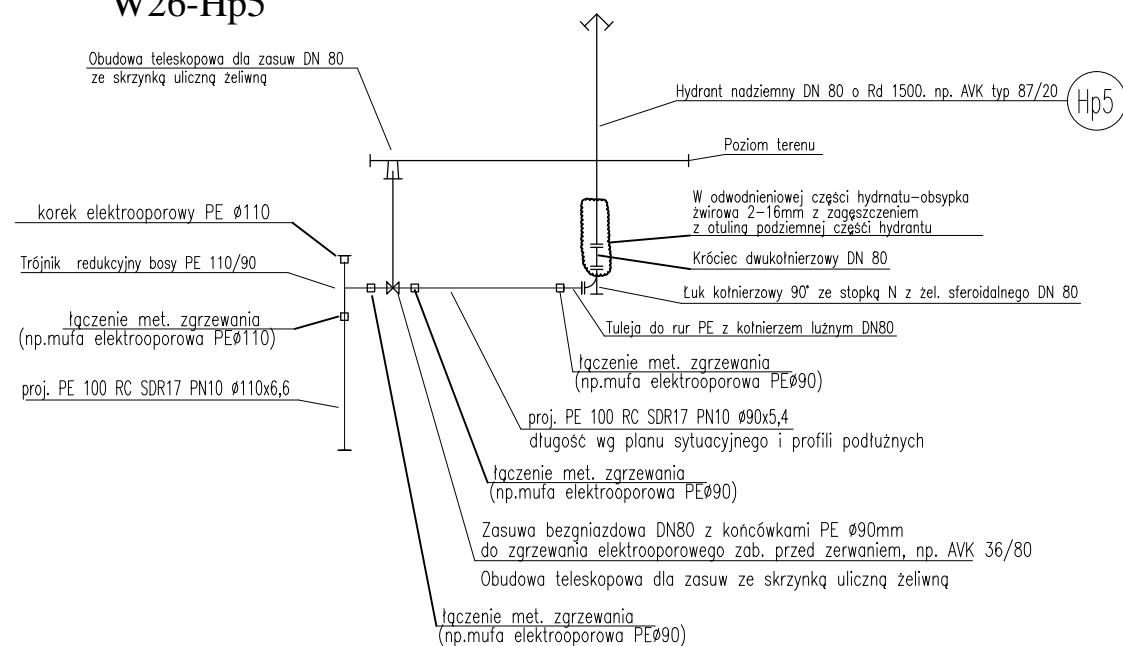 W26-Hp5
Obudowa teleskopowa dla zasuw DN 80
ze skrzynką uliczną żeliwną
Hydrant nadziemny DN 80 o Rd 1500. np. AVK typ 87/20
Hp5
Poziom terenu
W odwodnieniowej części hydrnatu-obsypka
żwirowa 2-16mm z zagęszczeniem
z otuliną podziemnej częśći hydrantu
korek elektrooporowy PE ø110
Króciec dwukołnierzowy DN 80
Trójnik redukcyjny bosy PE 110/90
Łuk kołnierzowy 90° ze stopką N z żel. sferoidalnego DN 80
łączenie met. zgrzewania
(np.mufa elektrooporowa PEø110)
Tuleja do rur PE z kołnierzem luźnym DN80
łączenie met. zgrzewania
(np.mufa elektrooporowa PEø90)
proj. PE 100 RC SDR17 PN10 ø110x6,6
proj. PE 100 RC SDR17 PN10 ø90x5,4
długość wg planu sytuacyjnego i profili podłużnych
łączenie met. zgrzewania
(np.mufa elektrooporowa PEø90)
Zasuwa bezgniazdowa DN80 z końcówkami PE ø90mm
do zgrzewania elektrooporowego zab. przed zerwaniem, np. AVK 36/80
Obudowa teleskopowa dla zasuw ze skrzynką uliczną żeliwną
łączenie met. zgrzewania
(np.mufa elektrooporowa PEø90)